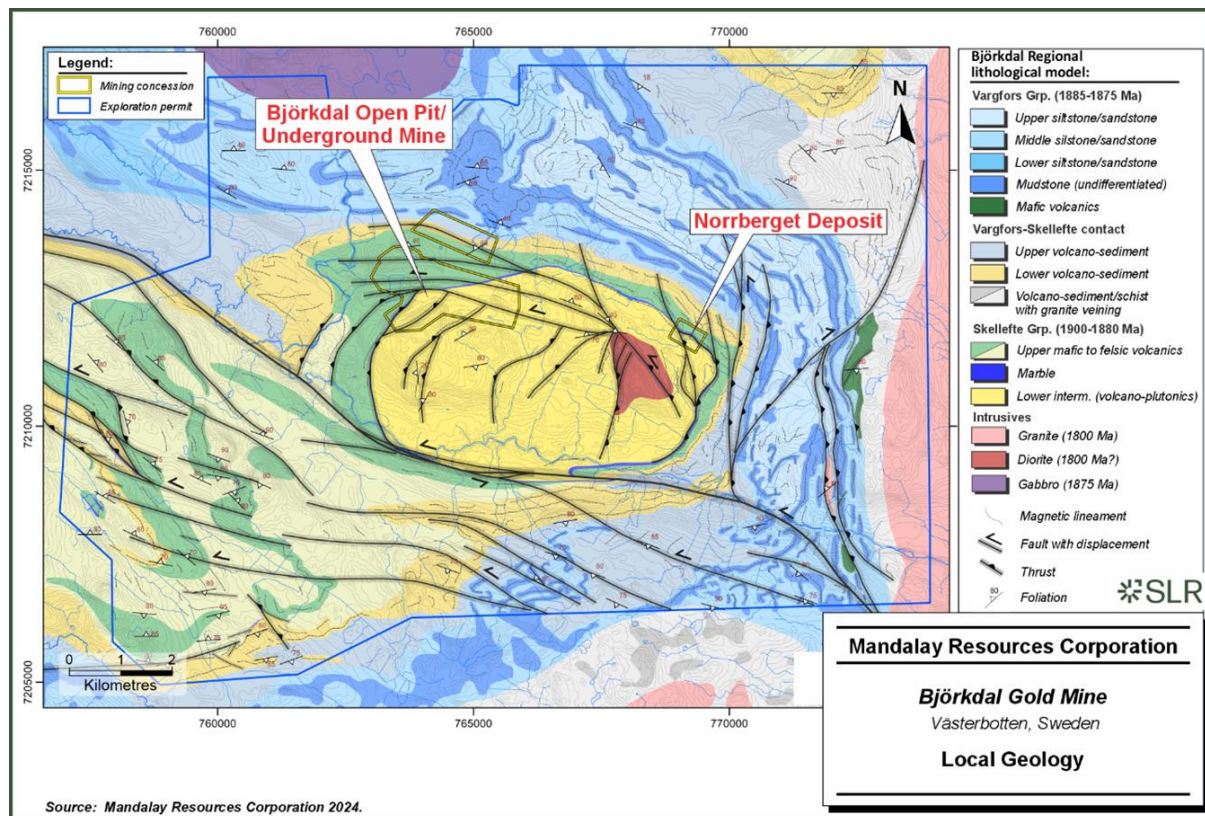 760000
765000
770000
7215000
7210000
7205000
Legend:
Mining concession
Exploration permit
Björkdal Open Pit/
Underground Mine
Norrberget Deposit
N
0 1 2
Kilometres
760000
765000
770000
Björkdal Regional
lithological model:
Vargfors Grp. (1885-1875 Ma)
Upper siltstone/sandstone
Middle siltstone/sandstone
Lower siltstone/sandstone
Mudstone (undifferentiated)
Mafic volcanics
Vargfors-Skellefte contact
Upper volcano-sediment
Lower volcano-sediment
Volcano-sediment/schist
with granite veining
Skellefte Grp. (1900-1880 Ma)
Upper mafic to felsic volcanics
Marble
Lower interm. (volcano-plutonics)
Intrusives
Granite (1800 Ma)
Diorite (1800 Ma?)
Gabbro (1875 Ma)
Magnetic lineament
Fault with displacement
Thrust
80
Foliation
SLR
Mandalay Resources Corporation
Björkdal Gold Mine
Västerbotten, Sweden
Local Geology
Source: Mandalay Resources Corporation 2024.